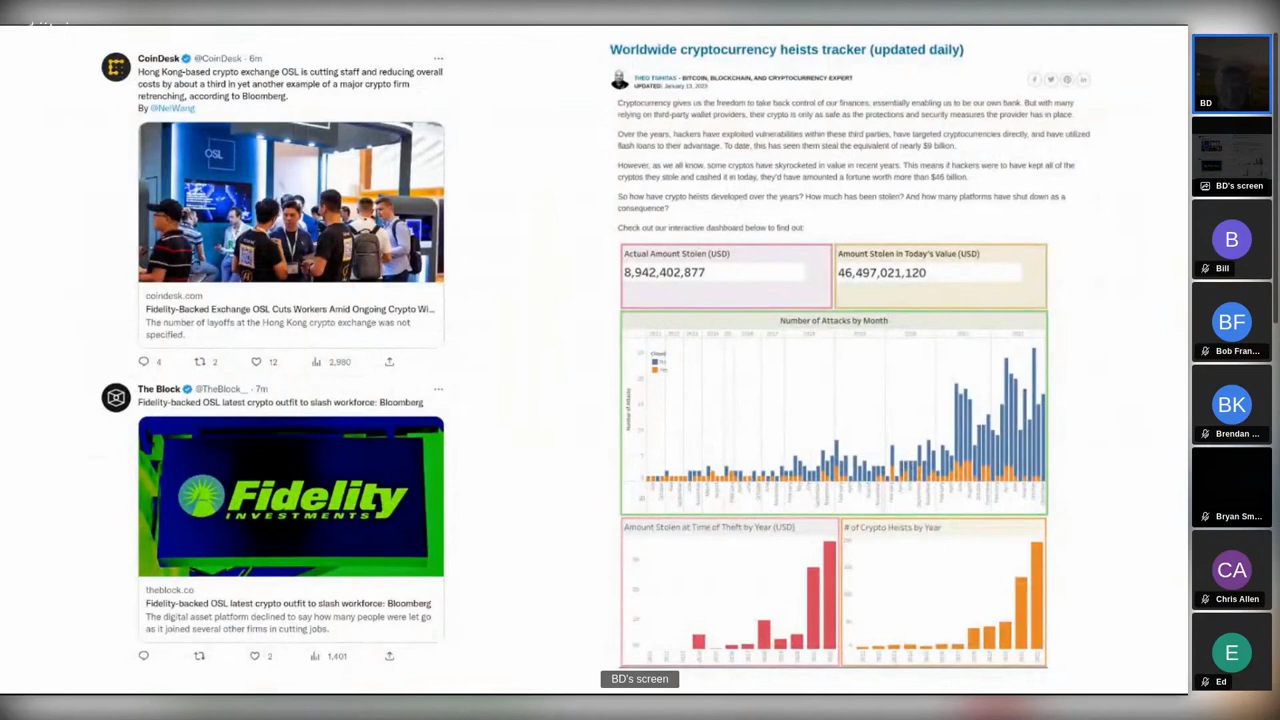 CoinDesk @CoinDesk · 6m
Hong Kong-based crypto exchange OSL is cutting staff and reducing overall
costs by about a third in yet another example of a major crypto firm
retrenching, according to Bloomberg.
By @NelWang
OSL
coindesk.com
Fidelity-Backed Exchange OSL Cuts Workers Amid Ongoing Crypto Wi...
The number of layoffs at the Hong Kong crypto exchange was not
specified.
4 2 12 2,980
The Block @TheBlock__ · 7m
Fidelity-backed OSL latest crypto outfit to slash workforce: Bloomberg
Fidelity
INVESTMENTS
theblock.co
Fidelity-backed OSL latest crypto outfit to slash workforce: Bloomberg
The digital asset platform declined to say how many people were let go
as it joined several other firms in cutting jobs.
2 1,401
Worldwide cryptocurrency heists tracker (updated daily)
THEO TSIHITAS - BITCOIN, BLOCKCHAIN, AND CRYPTOCURRENCY EXPERT
UPDATED: January 13, 2023
Cryptocurrency gives us the freedom to take back control of our finances, essentially enabling us to be our own bank. But with many
relying on third-party wallet providers, their crypto is only as safe as the protections and security measures the provider has in place.
Over the years, hackers have exploited vulnerabilities within these third parties, have targeted cryptocurrencies directly, and have utilized
flash loans to their advantage. To date, this has seen them steal the equivalent of nearly $9 billion.
However, as we all know, some cryptos have skyrocketed in value in recent years. This means if hackers were to have kept all of the
cryptos they stole and cashed it in today, they'd have amounted a fortune worth more than $46 billion.
So how have crypto heists developed over the years? How much has been stolen? And how many platforms have shut down as a
consequence?
Check out our interactive dashboard below to find out:
Actual Amount Stolen (USD)
8,942,402,877
Amount Stolen in Today's Value (USD)
46,497,021,120
Number of Attacks by Month
Closed
No
Yes
Number of Attacks
Amount Stolen at Time of Theft by Year (USD)
# of Crypto Heists by Year
BD's screen
BD
BD's screen
B
Bill
BF
Bob Fran...
BK
Brendan ...
Bryan Sm...
CA
Chris Allen
E
Ed